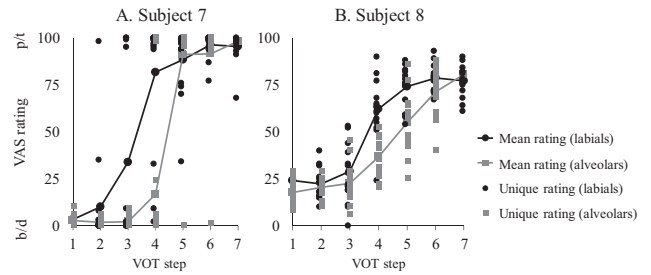 A. Subject 7
B. Subject 8
p/t
VAS rating
b/d
100
75
50
25
0
1 2 3 4 5 6 7
VOT step
100
75
50
25
0
1 2 3 4 5 6 7
VOT step
Mean rating (labials)
Mean rating (alveolars)
Unique rating (labials)
Unique rating (alveolars)